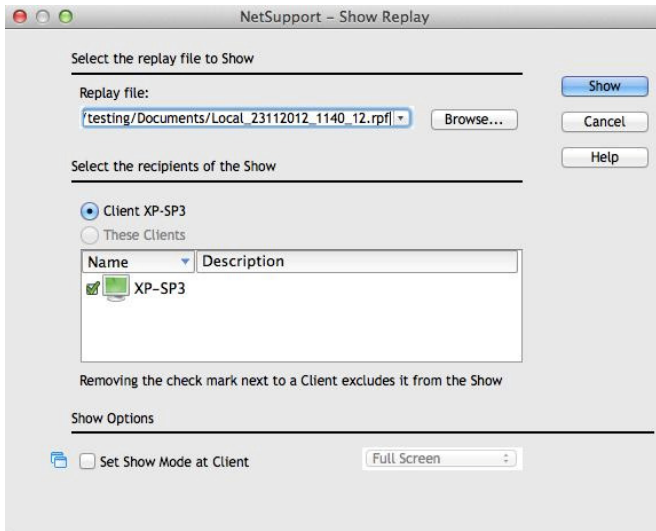 NetSupport – Show Replay
Select the replay file to Show
Replay file:
/testing/Documents/Local_23112012_1140_12.rpf
Browse...
Show
Cancel
Help
Select the recipients of the Show
Client XP-SP3
These Clients
Name Description
XP-SP3
Removing the check mark next to a Client excludes it from the Show
Show Options
Set Show Mode at Client Full Screen